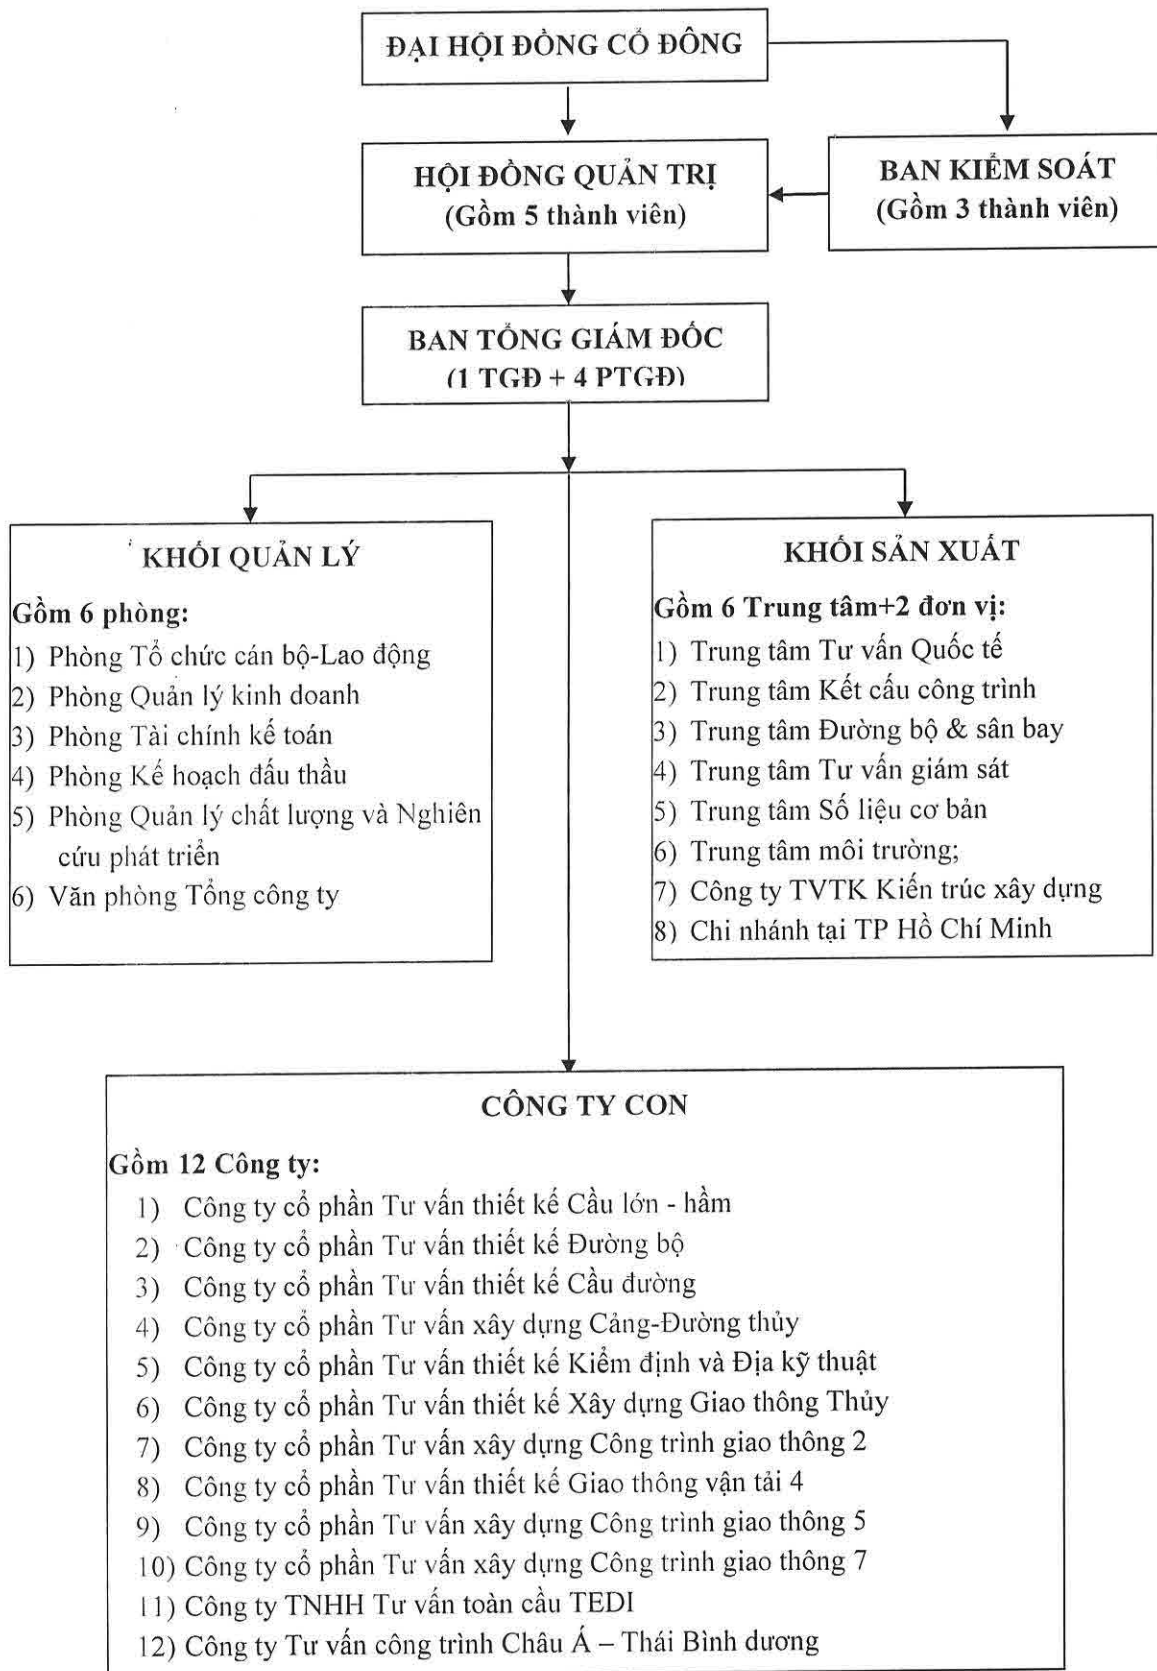 ĐẠI HỘI ĐỒNG CỔ ĐÔNG
HỘI ĐỒNG QUẢN TRỊ
(Gồm 5 thành viên)
BAN KIỂM SOÁT
(Gồm 3 thành viên)
BAN TỔNG GIÁM ĐỐC
(1 TGĐ + 4 PTGĐ)
KHỐI QUẢN LÝ
Gồm 6 phòng:
1) Phòng Tổ chức cán bộ-Lao động
2) Phòng Quản lý kinh doanh
3) Phòng Tài chính kế toán
4) Phòng Kế hoạch đấu thầu
5) Phòng Quản lý chất lượng và Nghiên
cứu phát triển
6) Văn phòng Tổng công ty
KHỐI SẢN XUẤT
Gồm 6 Trung tâm+2 đơn vị:
1) Trung tâm Tư vấn Quốc tế
2) Trung tâm Kết cấu công trình
3) Trung tâm Đường bộ & sân bay
4) Trung tâm Tư vấn giám sát
5) Trung tâm Số liệu cơ bản
6) Trung tâm môi trường;
7) Công ty TVTK Kiến trúc xây dựng
8) Chi nhánh tại TP Hồ Chí Minh
CÔNG TY CON
Gồm 12 Công ty:
1) Công ty cổ phần Tư vấn thiết kế Cầu lớn - hầm
2) Công ty cổ phần Tư vấn thiết kế Đường bộ
3) Công ty cổ phần Tư vấn thiết kế Cầu đường
4) Công ty cổ phần Tư vấn xây dựng Cảng-Đường thủy
5) Công ty cổ phần Tư vấn thiết kế Kiểm định và Địa kỹ thuật
6) Công ty cổ phần Tư vấn thiết kế Xây dựng Giao thông Thủy
7) Công ty cổ phần Tư vấn xây dựng Công trình giao thông 2
8) Công ty cổ phần Tư vấn thiết kế Giao thông vận tải 4
9) Công ty cổ phần Tư vấn xây dựng Công trình giao thông 5
10) Công ty cổ phần Tư vấn xây dựng Công trình giao thông 7
11) Công ty TNHH Tư vấn toàn cầu TEDI
12) Công ty Tư vấn công trình Châu Á – Thái Bình dương